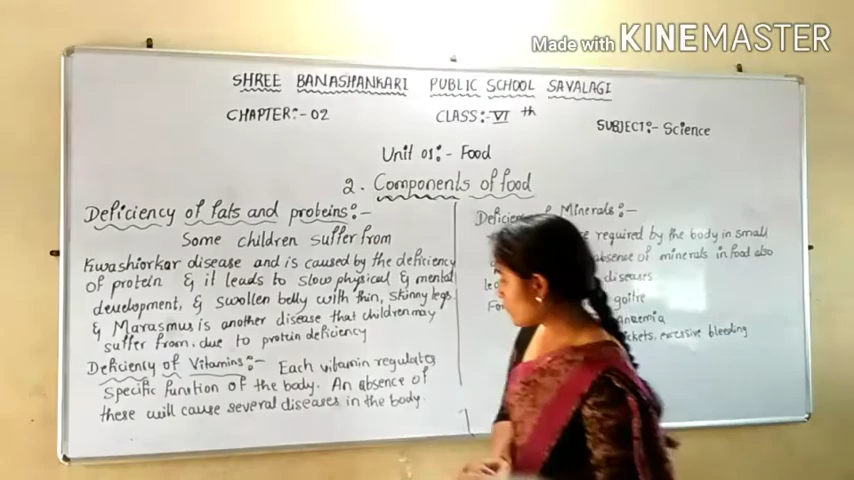 Made with KINEMASTER
SHREE BANASHANKARI PUBLIC SCHOOL SAVALAGI
CHAPTER:- 02 CLASS:- VI th SUBJECT:- Science
Unit 01:- Food
2. Components of food
Deficiency of fats and proteins:-
Some children suffer from
Kwashiorkar disease and is caused by the deficiency
of protein & it leads to slow physical & mental
development, & swollen belly with thin, skinny legs
& Marasmus is another disease that children may
suffer from. due to protein deficiency
Deficiency of Vitamins:- Each vitamin regulates
specific function of the body. An absence of
these will cause several diseases in the body.
Minerals:-
required by the body in small
absence of minerals in food also
diseases
goitre
Anaemia
excessive bleeding